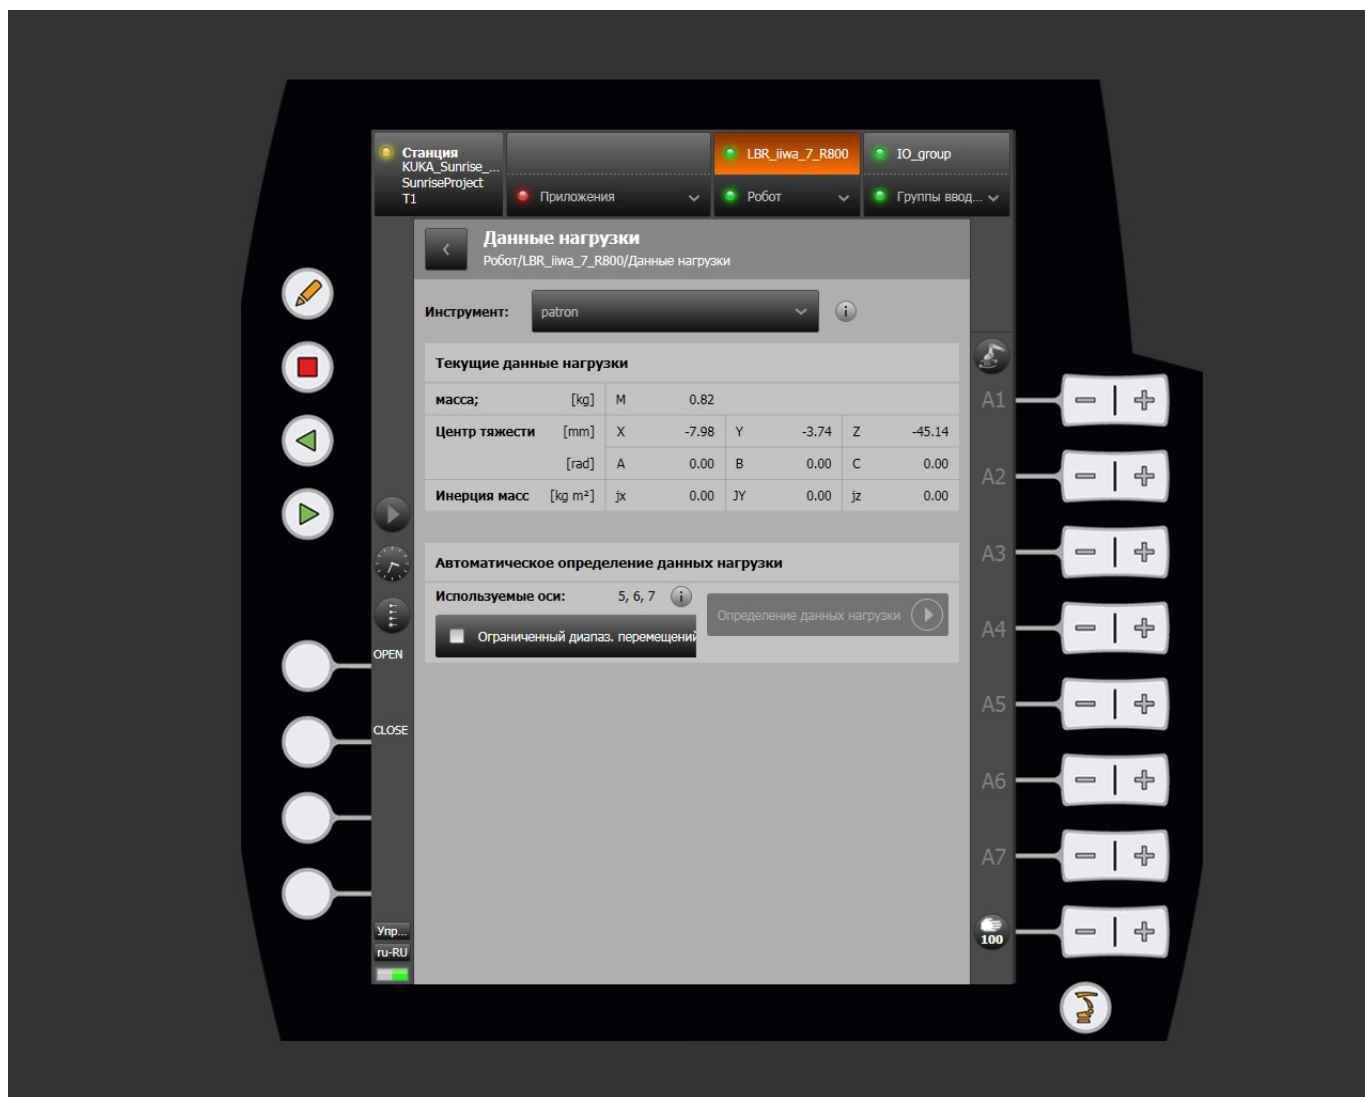 Станция
KUKA_Sunrise_...
SunriseProject
T1
Приложения
LBR_iiwa_7_R800
Робот
IO_group
Группы ввод...
Данные нагрузки
Робот/LBR_iiwa_7_R800/Данные нагрузки
Инструмент: patron
Текущие данные нагрузки
масса; [kg] M 0.82
Центр тяжести [mm] X -7.98 Y -3.74 Z -45.14
[rad] A 0.00 B 0.00 C 0.00
Инерция масс [kg m²] jx 0.00 JY 0.00 jz 0.00
Автоматическое определение данных нагрузки
Используемые оси: 5, 6, 7
Определение данных нагрузки
Ограниченный диапаз. перемещений
OPEN
CLOSE
Упр...
ru-RU
A1
A2
A3
A4
A5
A6
A7
100